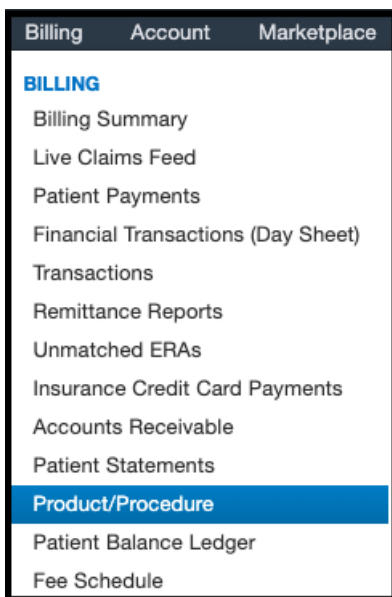 Billing Account Marketplace
BILLING
Billing Summary
Live Claims Feed
Patient Payments
Financial Transactions (Day Sheet)
Transactions
Remittance Reports
Unmatched ERAs
Insurance Credit Card Payments
Accounts Receivable
Patient Statements
Product/Procedure
Patient Balance Ledger
Fee Schedule